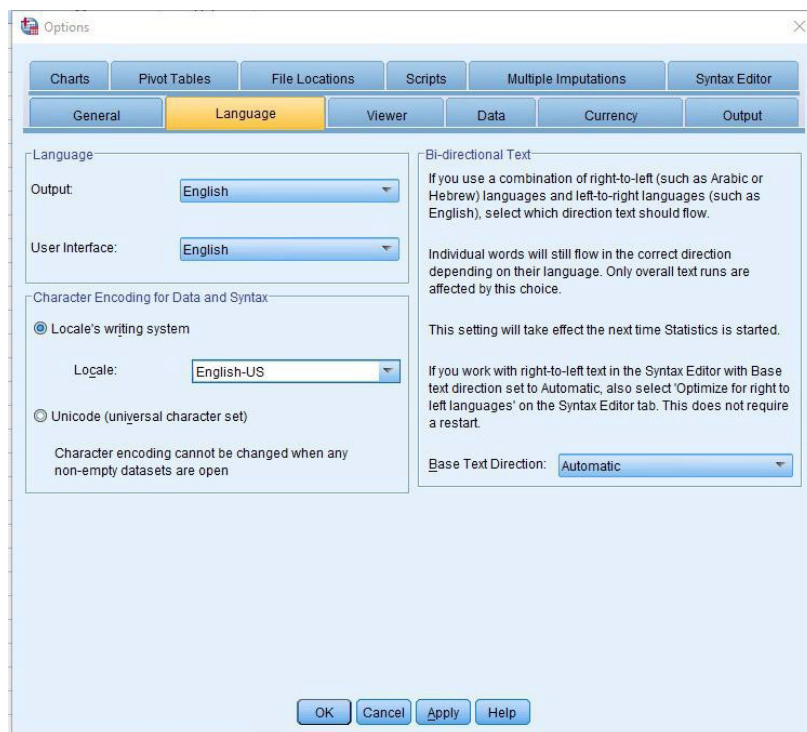 Options
Charts
Pivot Tables
File Locations
Scripts
Multiple Imputations
Syntax Editor
General
Language
Viewer
Data
Currency
Output
Language
Output:
English
User Interface:
English
Character Encoding for Data and Syntax
Locale's writing system
Locale:
English-US
Unicode (universal character set)
Character encoding cannot be changed when any
non-empty datasets are open
Bi-directional Text
If you use a combination of right-to-left (such as Arabic or
Hebrew) languages and left-to-right languages (such as
English), select which direction text should flow.
Individual words will still flow in the correct direction
depending on their language. Only overall text runs are
affected by this choice.
This setting will take effect the next time Statistics is started.
If you work with right-to-left text in the Syntax Editor with Base
text direction set to Automatic, also select 'Optimize for right to
left languages' on the Syntax Editor tab. This does not require
a restart.
Base Text Direction:
Automatic
OK
Cancel
Apply
Help